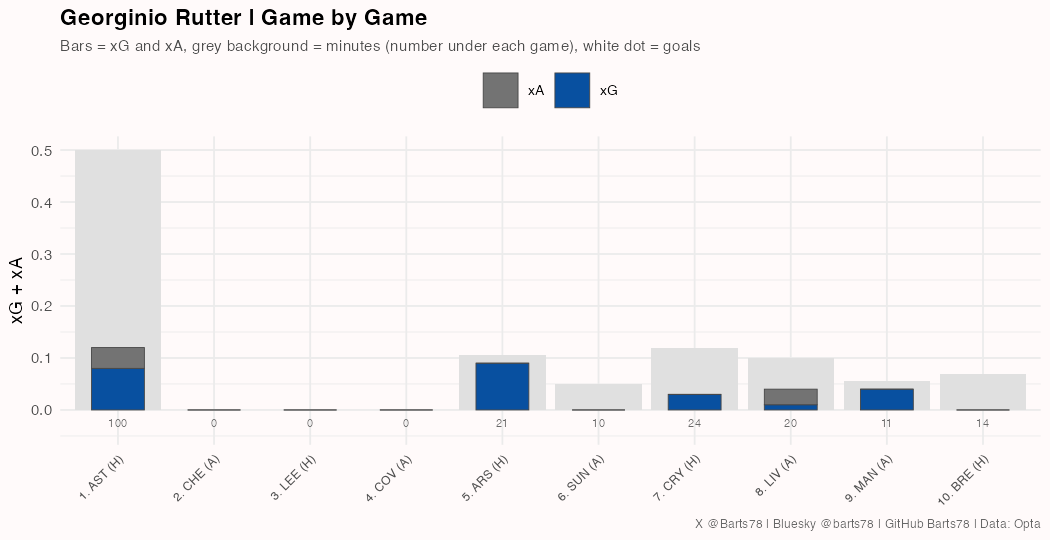 Georginio Rutter | Game by Game
Bars = xG and xA, grey background = minutes (number under each game), white dot = goals
xA xG
xG + xA
0.5
0.4
0.3
0.2
0.1
0.0
100 0 0 0 21 10 24 20 11 14
1. AST (H) 2. CHE (A) 3. LEE (H) 4. COV (A) 5. ARS (H) 6. SUN (A) 7. CRY (H) 8. LIV (A) 9. MAN (A) 10. BRE (H)
X @Barts78 | Bluesky @barts78 | GitHub Barts78 | Data: Opta